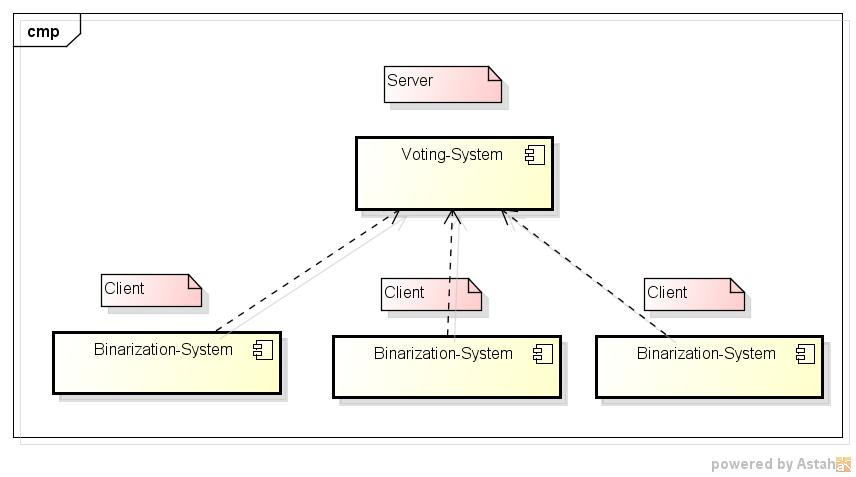 cmp
Server
Voting-System
Client
Client
Client
Binarization-System
Binarization-System
Binarization-System
powered by Astah